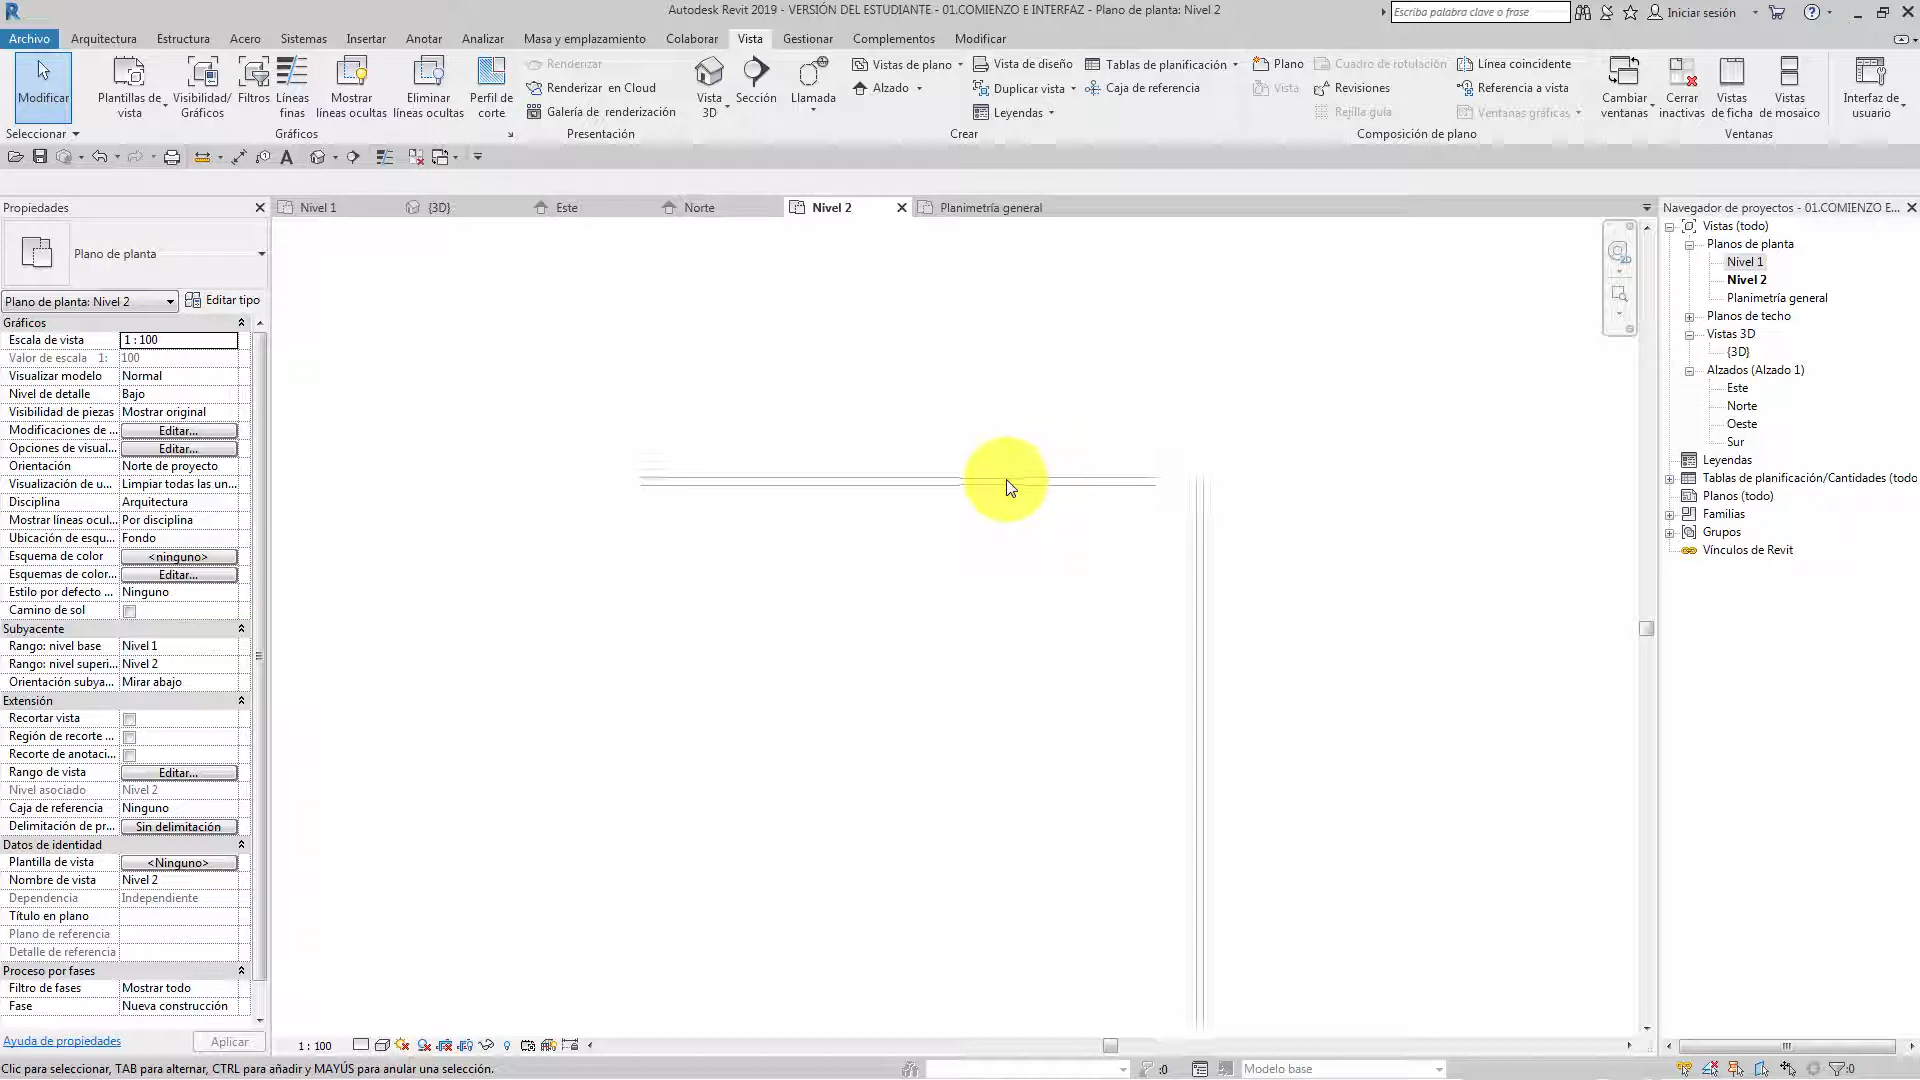 Autodesk Revit 2019 - VERSIÓN DEL ESTUDIANTE - 01.COMIENZO E INTERFAZ - Plano de planta: Nivel 2
Escriba palabra clave o frase
Iniciar sesión
Archivo Arquitectura Estructura Acero Sistemas Insertar Anotar Analizar Masa y emplazamiento Colaborar Vista Gestionar Complementos Modificar
Modificar
Plantillas de vista
Visibilidad/ Gráficos
Filtros
Líneas finas
Mostrar líneas ocultas
Eliminar líneas ocultas
Perfil de corte
Renderizar
Renderizar en Cloud
Galería de renderización
Vista 3D
Sección
Llamada
Vistas de plano
Alzado
Vista de diseño
Duplicar vista
Leyendas
Tablas de planificación
Caja de referencia
Plano
Vista
Cuadro de rotulación
Revisiones
Rejilla guía
Línea coincidente
Referencia a vista
Ventanas gráficas
Cambiar ventanas
Cerrar inactivas
Vistas de ficha
Vistas de mosaico
Interfaz de usuario
Seleccionar Gráficos Presentación Crear Composición de plano Ventanas
Propiedades
Nivel 1 {3D} Este Norte Nivel 2 Planimetría general
Plano de planta
Plano de planta: Nivel 2 Editar tipo
Gráficos
Escala de vista 1 : 100
Valor de escala 1: 100
Visualizar modelo Normal
Nivel de detalle Bajo
Visibilidad de piezas Mostrar original
Modificaciones de ... Editar...
Opciones de visual... Editar...
Orientación Norte de proyecto
Visualización de u... Limpiar todas las un...
Disciplina Arquitectura
Mostrar líneas ocul... Por disciplina
Ubicación de esqu... Fondo
Esquema de color <ninguno>
Esquemas de color... Editar...
Estilo por defecto ... Ninguno
Camino de sol
Subyacente
Rango: nivel base Nivel 1
Rango: nivel superi... Nivel 2
Orientación subya... Mirar abajo
Extensión
Recortar vista
Región de recorte ...
Recorte de anotaci...
Rango de vista Editar...
Nivel asociado Nivel 2
Caja de referencia Ninguno
Delimitación de pr... Sin delimitación
Datos de identidad
Plantilla de vista <Ninguno>
Nombre de vista Nivel 2
Dependencia Independiente
Título en plano
Plano de referencia
Detalle de referencia
Proceso por fases
Filtro de fases Mostrar todo
Fase Nueva construcción
Ayuda de propiedades Aplicar
2D
Navegador de proyectos - 01.COMIENZO E...
Vistas (todo)
Planos de planta
Nivel 1
Nivel 2
Planimetría general
Planos de techo
Vistas 3D
{3D}
Alzados (Alzado 1)
Este
Norte
Oeste
Sur
Leyendas
Tablas de planificación/Cantidades (todo
Planos (todo)
Familias
Grupos
Vínculos de Revit
1 : 100
Clic para seleccionar, TAB para alternar, CTRL para añadir y MAYÚS para anular una selección.
:0
Modelo base
:0